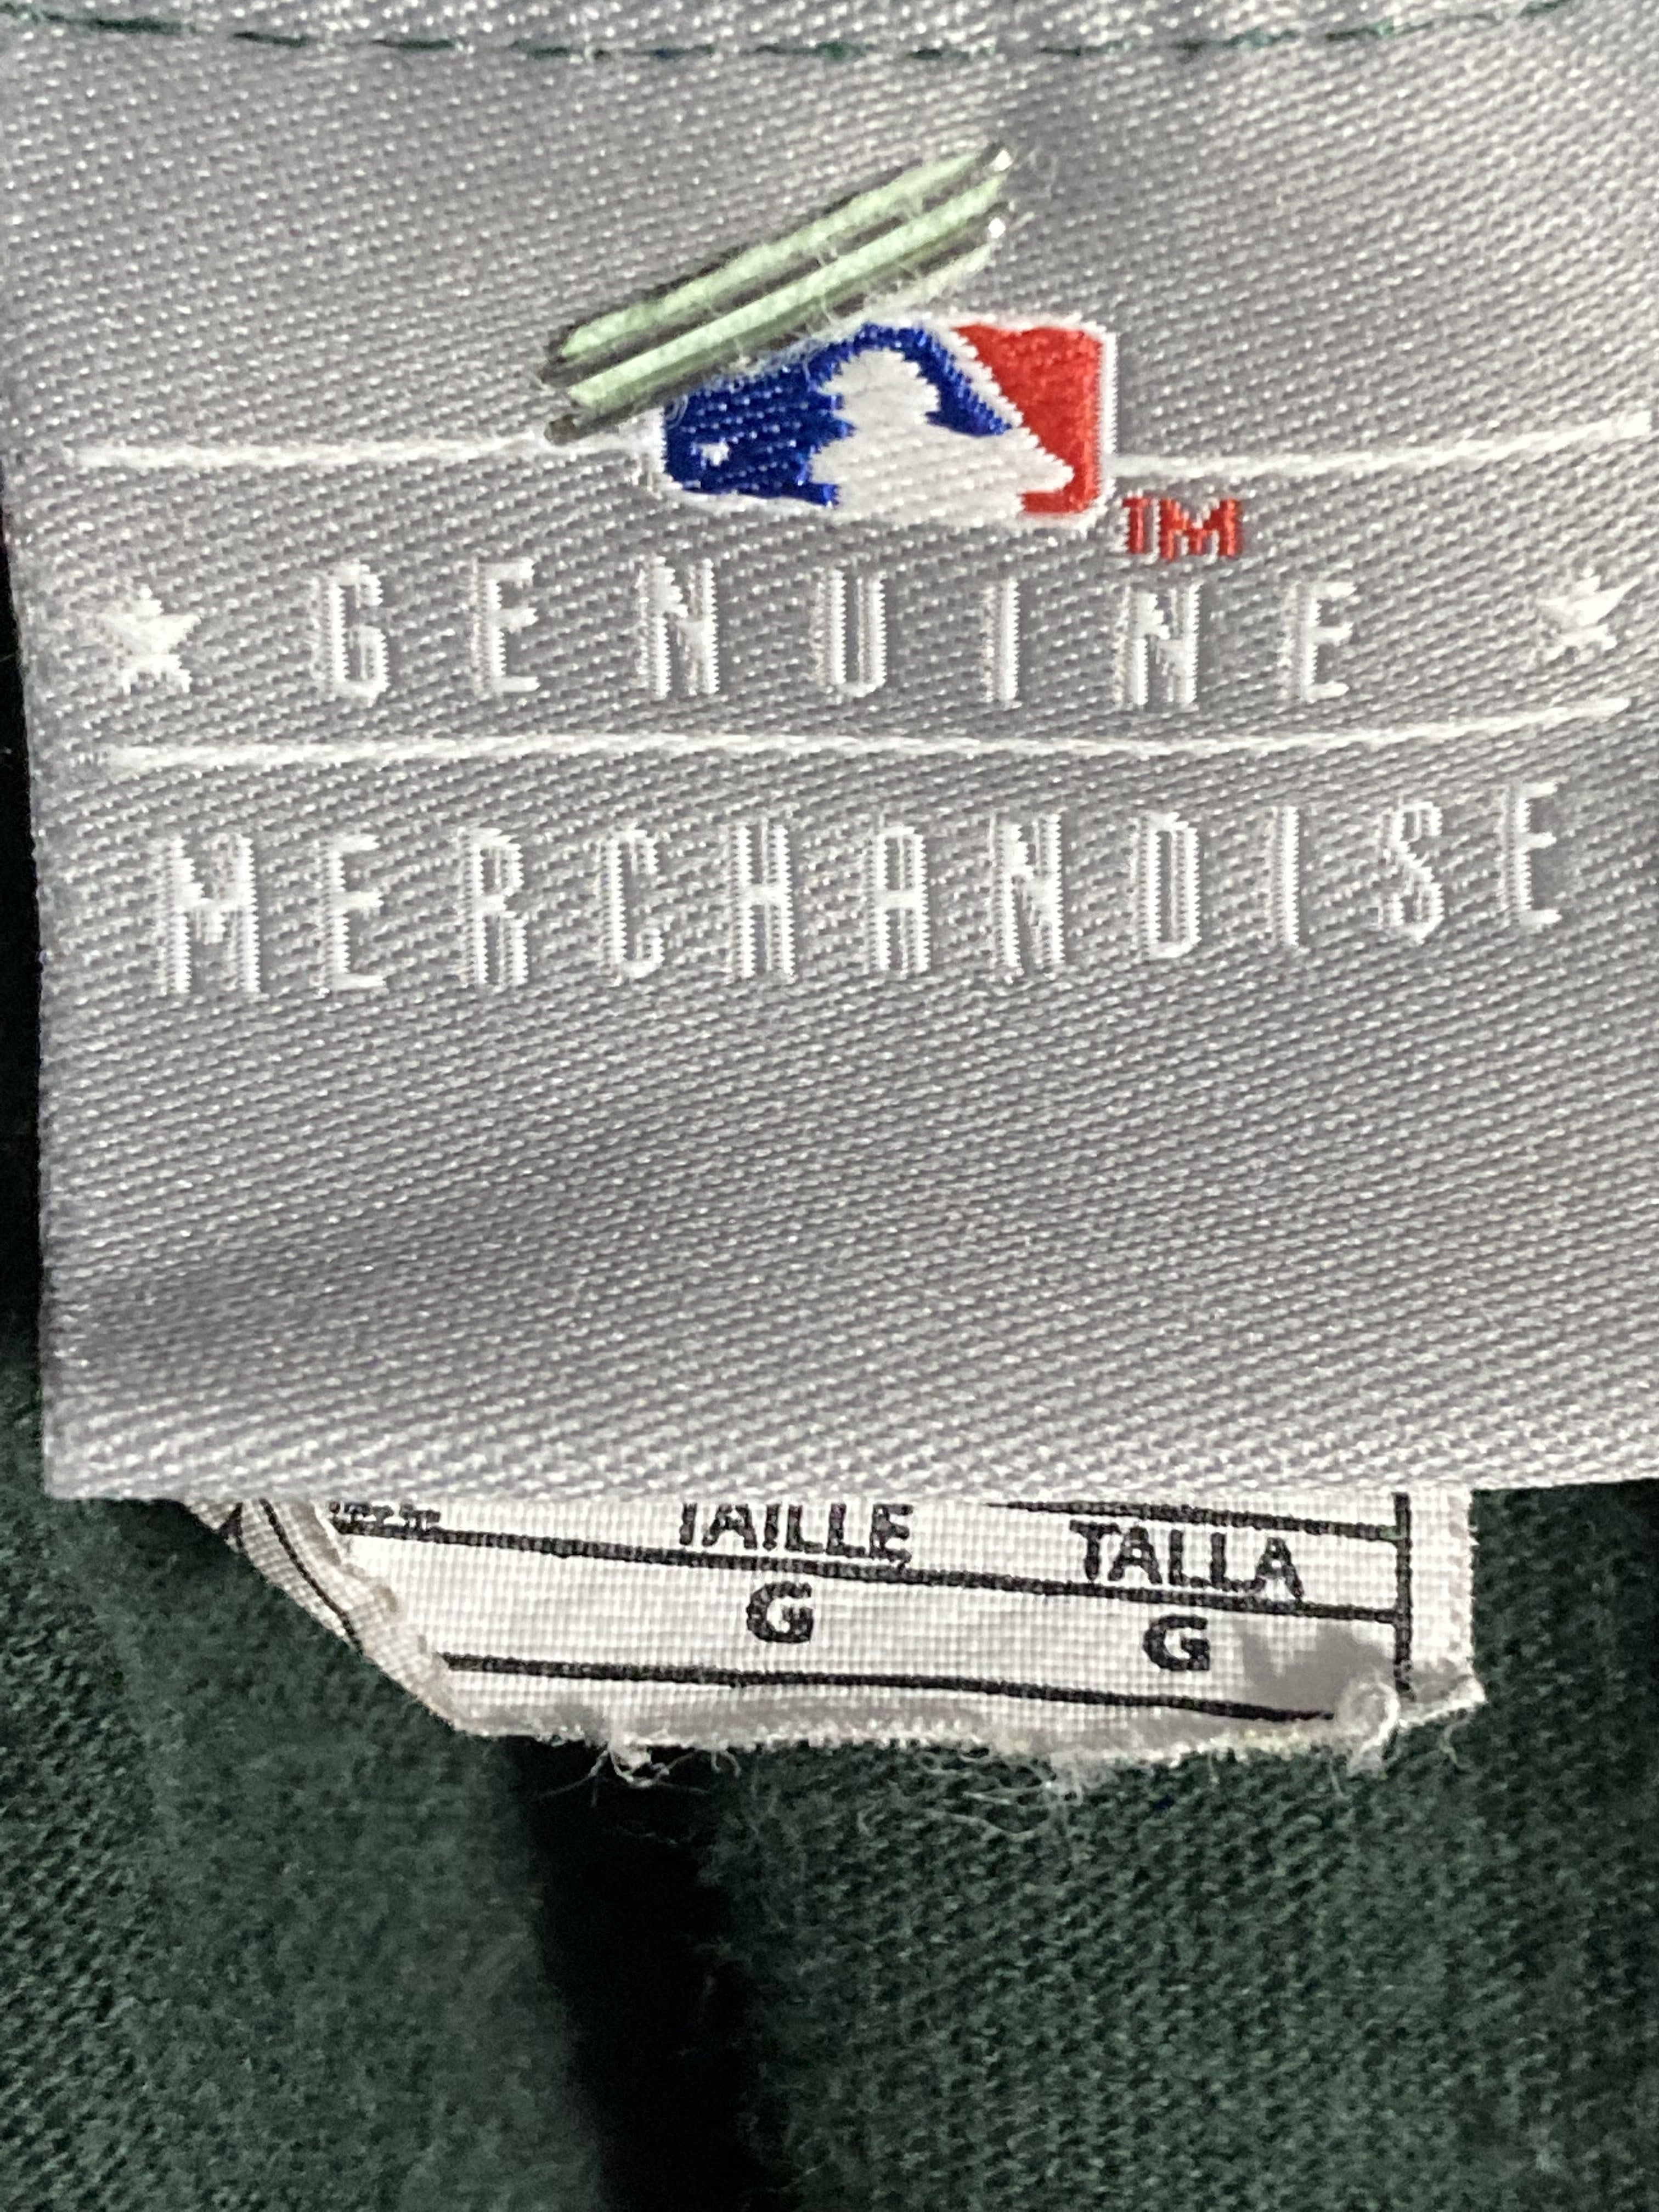 TM
GENUINE
MERCHANDISE
TAILLE TALLA
G G